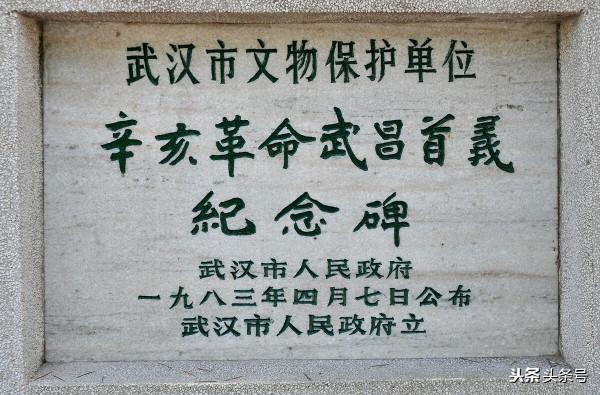 武汉市文物保护单位
辛亥革命武昌首義
紀念碑
武汉市人民政府
一九八三年四月七日公布
武汉市人民政府立
头条头条号